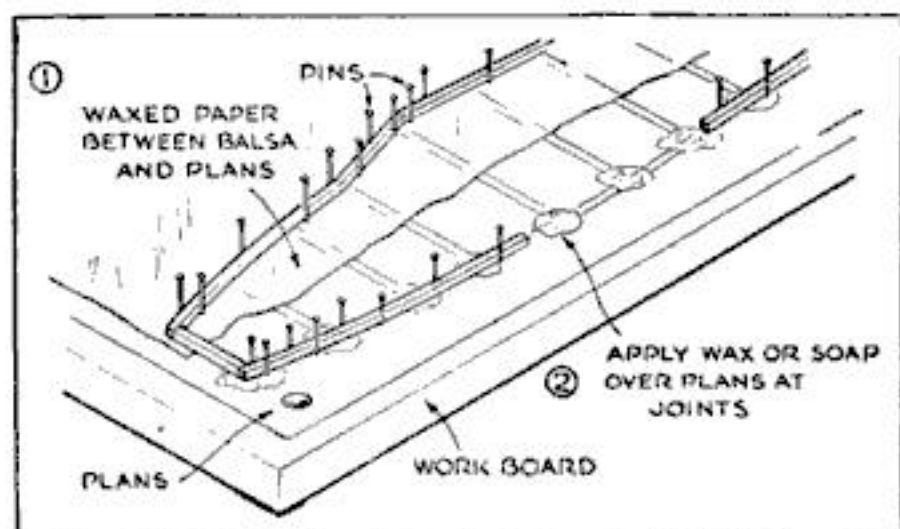 ①
PINS
WAXED PAPER
BETWEEN BALSA
AND PLANS
APPLY WAX OR SOAP
② OVER PLANS AT
JOINTS
PLANS
WORK BOARD